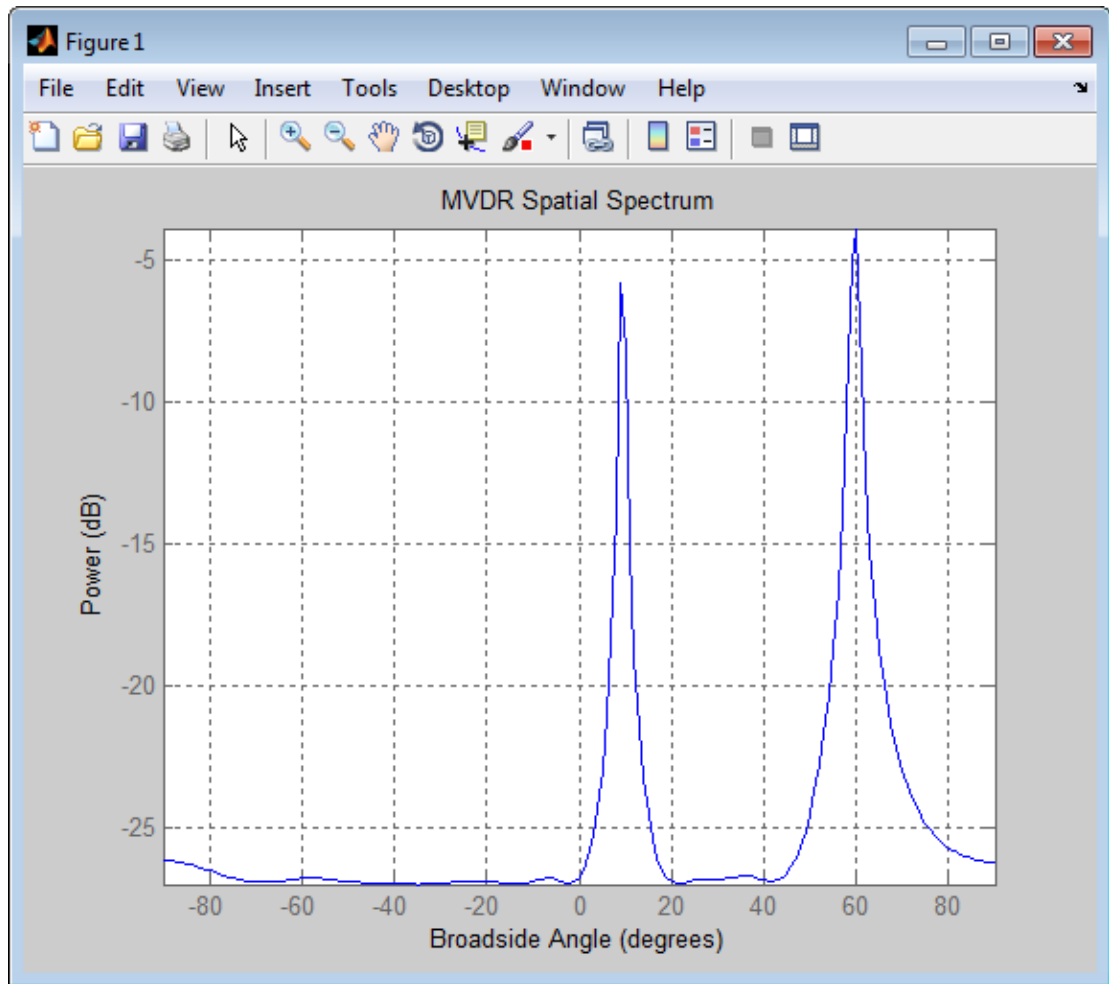 Figure 1
File Edit View Insert Tools Desktop Window Help
MVDR Spatial Spectrum
-5
-10
-15
-20
-25
Power (dB)
-80 -60 -40 -20 0 20 40 60 80
Broadside Angle (degrees)